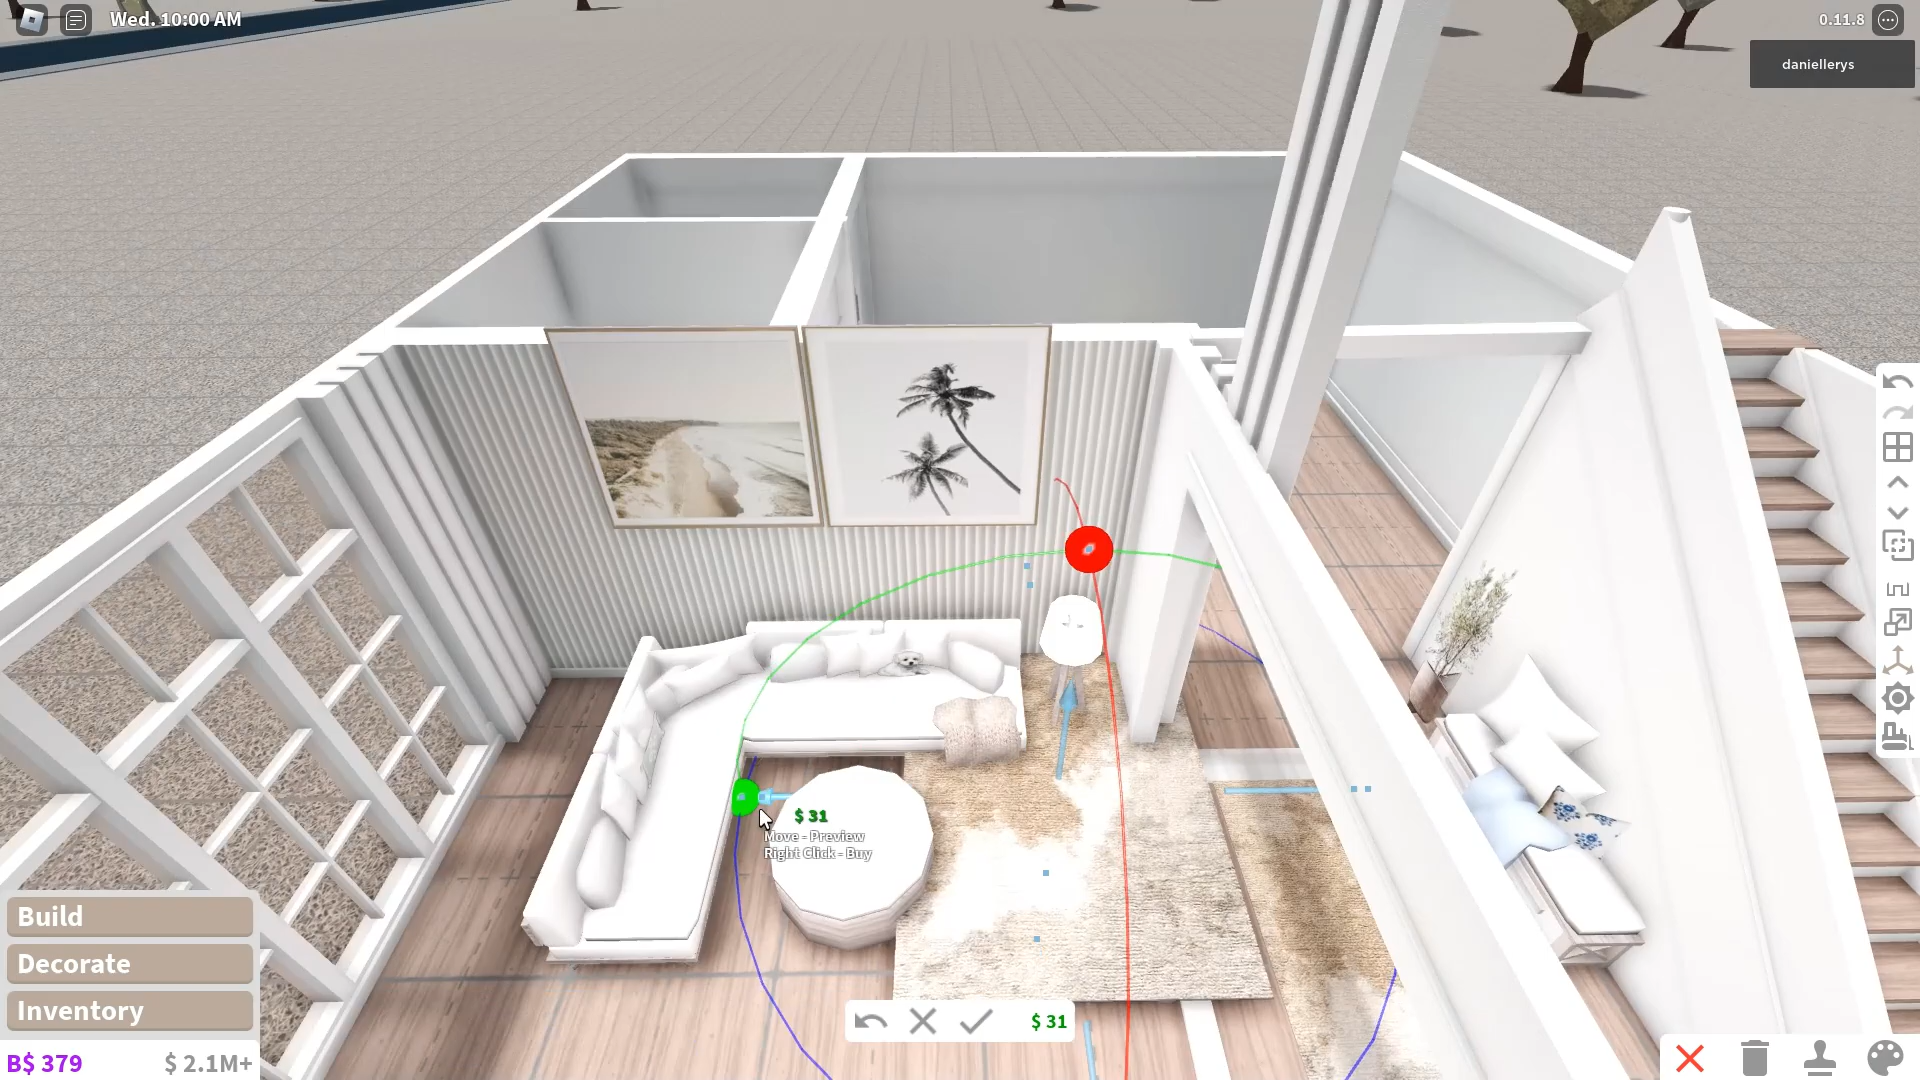 Wed. 10:00 AM
0.11.8
daniellerys
$ 31
Move - Preview
Right Click - Buy
Build
Decorate
Inventory
B$ 379
$ 2.1M+
$ 31